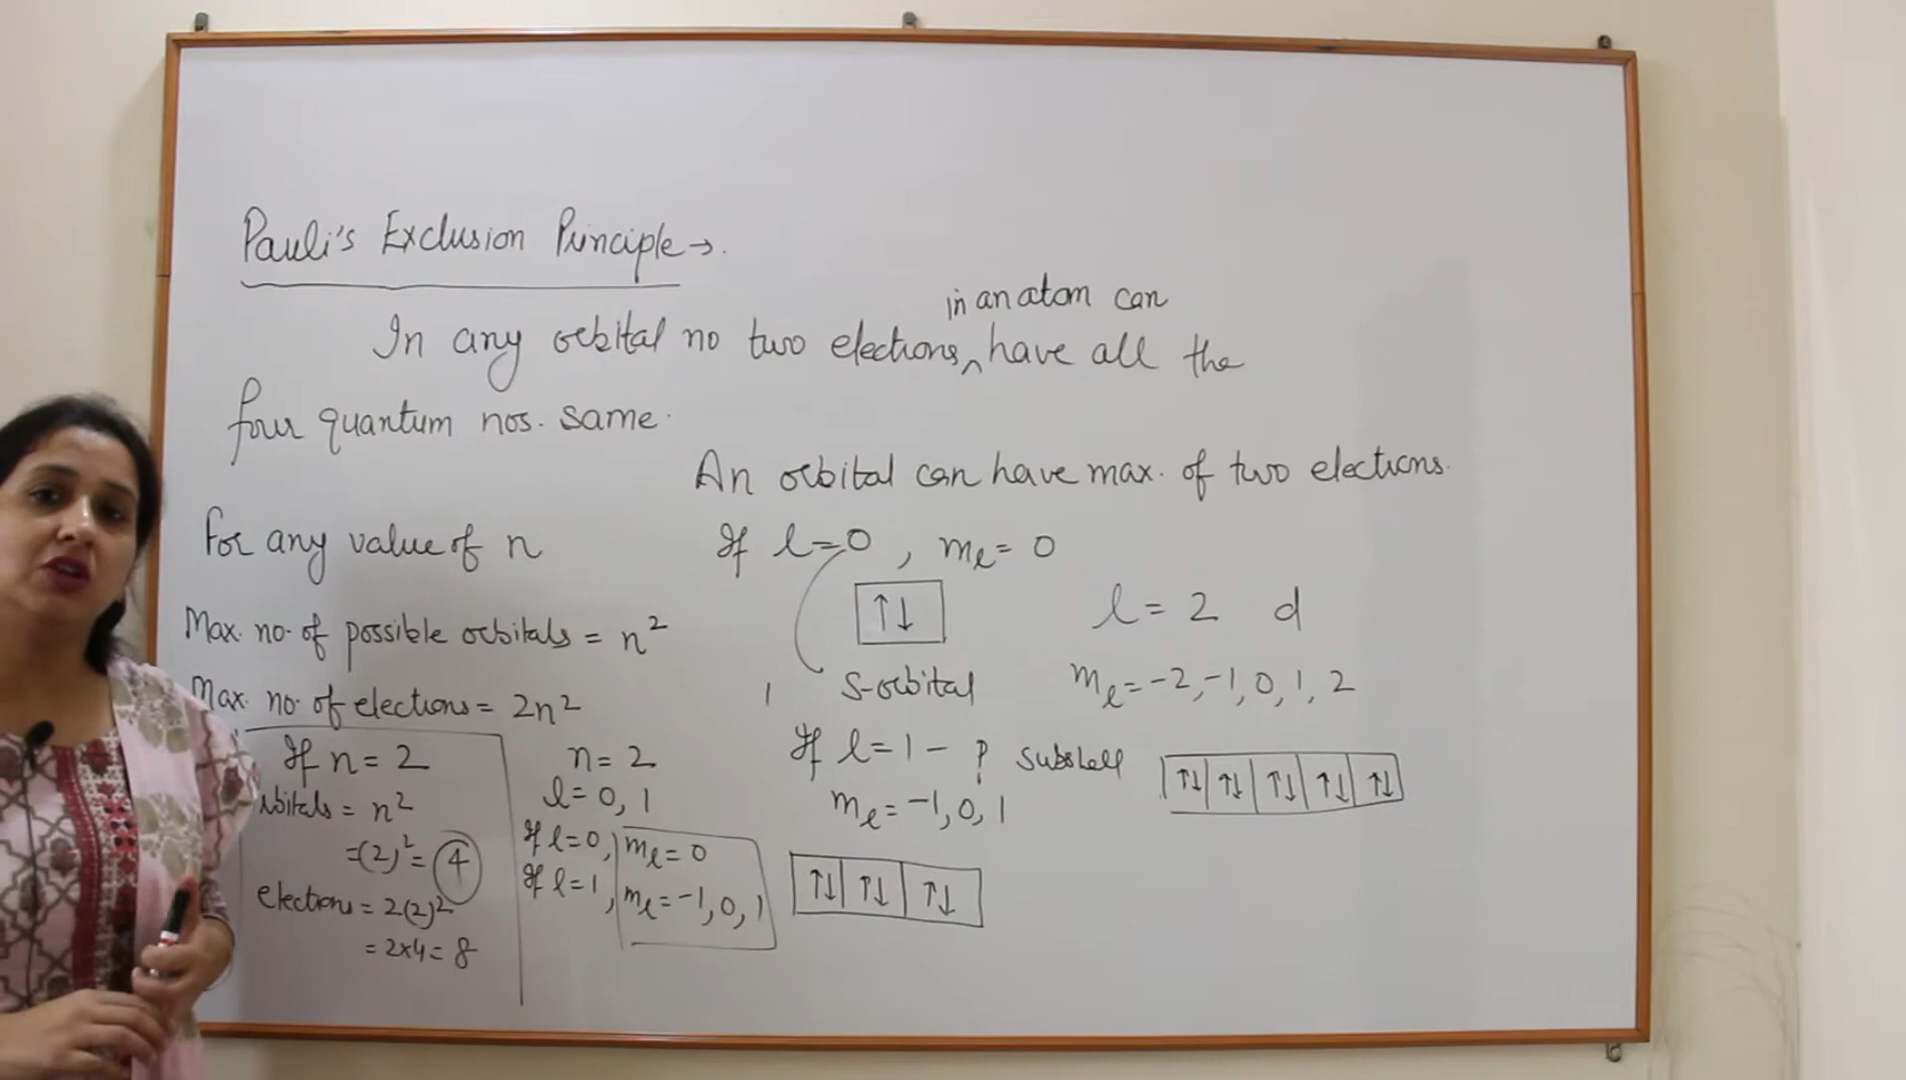 Pauli's Exclusion Principle →.
in an atom can
In any orbital no two electrons, ^ have all the
four quantum nos. same.
An orbital can have max. of two electrons.
For any value of n
Max. no. of possible orbitals = n²
Max. no. of electrons = 2n²
If n = 2
= n²
=(2)² = 4
electrons = 2(2)²
= 2x4 = 8
n = 2
l = 0, 1
If l = 0, mₗ = 0
If l = 1, mₗ = -1, 0, 1
If l = 0 , mₗ = 0
↑↓
S-orbital
1
If l = 1 - p subshell
mₗ = -1, 0, 1
↑↓ ↑↓ ↑↓
l = 2 d
mₗ = -2, -1, 0, 1, 2
↑↓ ↑↓ ↑↓ ↑↓ ↑↓